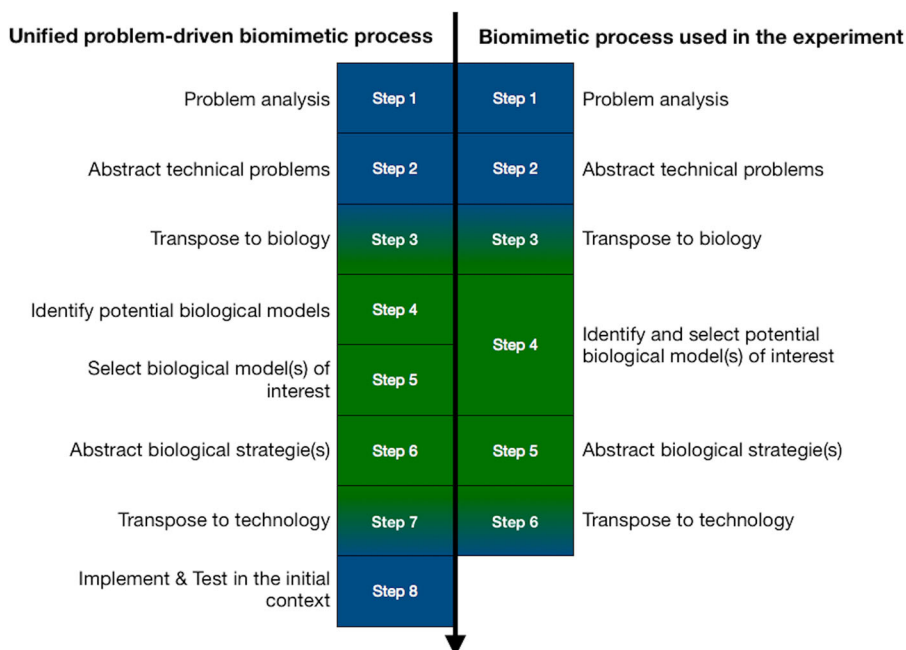 Unified problem-driven biomimetic process
Biomimetic process used in the experiment
Problem analysis
Step 1
Step 1
Problem analysis
Abstract technical problems
Step 2
Step 2
Abstract technical problems
Transpose to biology
Step 3
Step 3
Transpose to biology
Identify potential biological models
Step 4
Select biological model(s) of
interest
Step 5
Step 4
Identify and select potential
biological model(s) of interest
Abstract biological strategie(s)
Step 6
Step 5
Abstract biological strategie(s)
Transpose to technology
Step 7
Step 6
Transpose to technology
Implement & Test in the initial
context
Step 8